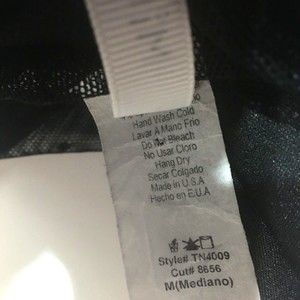 Hand Wash Cold
Lavar A Mano Frio
Do Bleach
No Usar Cloro
Hang Dry
Secar Colgado
Made in U.S.A
Hecho en E.U.A
Style# TN4009
Cut# 8656
M(Mediano)